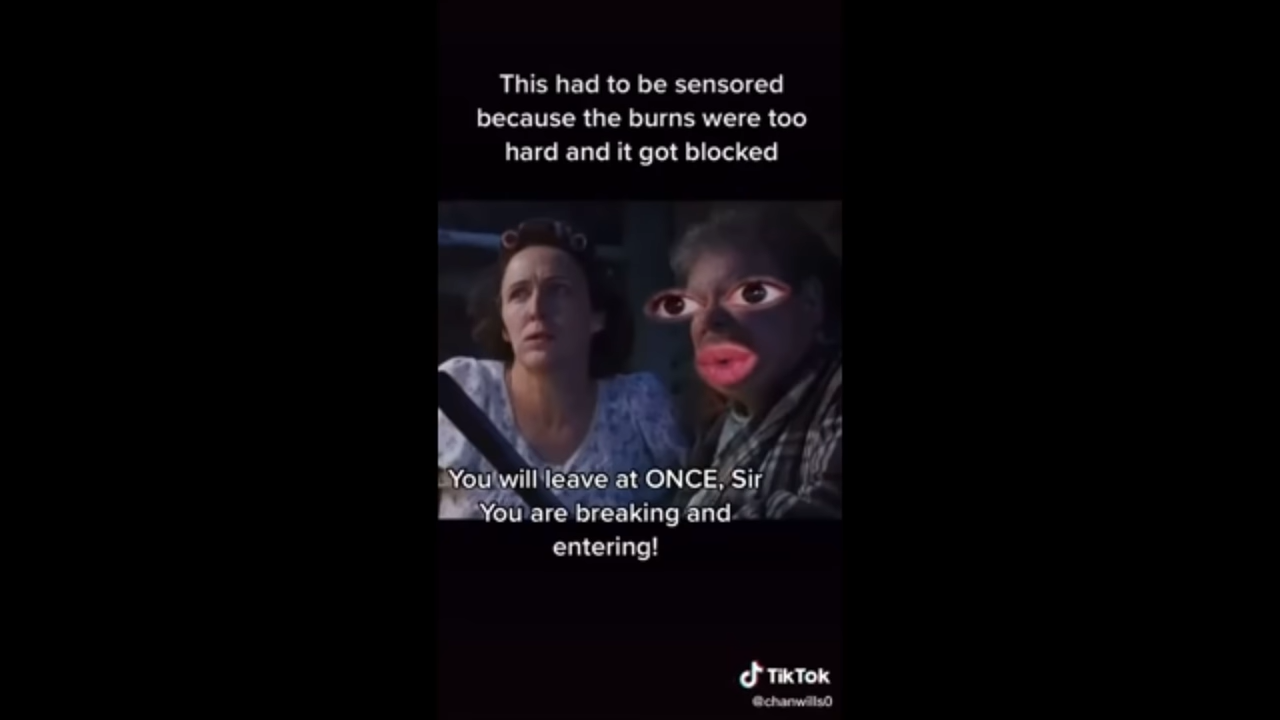 This had to be sensored
because the burns were too
hard and it got blocked
You will leave at ONCE, Sir
You are breaking and
entering!
TikTok
@chanwills0